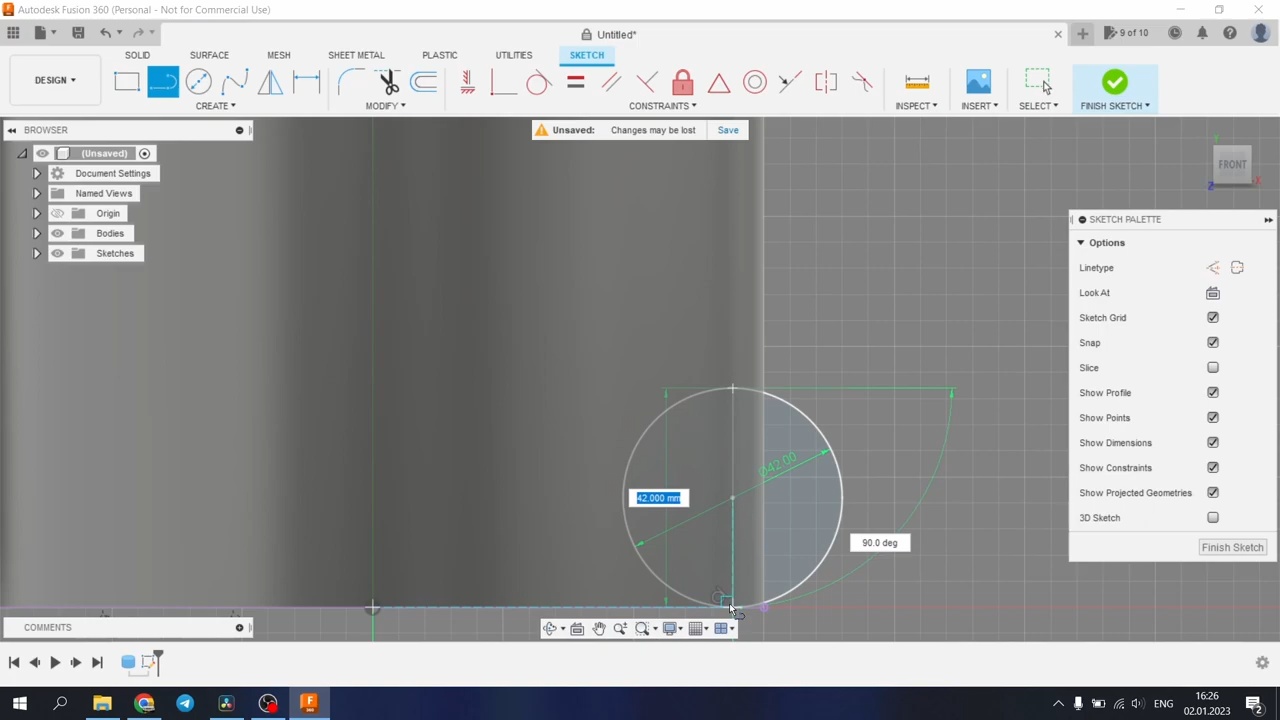 Autodesk Fusion 360 (Personal - Not for Commercial Use)
Untitled*
9 of 10
DESIGN
SOLID
SURFACE
MESH
SHEET METAL
PLASTIC
UTILITIES
SKETCH
CREATE
MODIFY
CONSTRAINTS
INSPECT
INSERT
SELECT
FINISH SKETCH
BROWSER
Unsaved: Changes may be lost Save
(Unsaved)
Document Settings
Named Views
Origin
Bodies
Sketches
Y
FRONT
X
Z
SKETCH PALETTE
Options
Linetype
Look At
Sketch Grid
Snap
Slice
Show Profile
Show Points
Show Dimensions
Show Constraints
Show Projected Geometries
3D Sketch
Finish Sketch
Ø42.00
42.000 mm
90.0 deg
COMMENTS
F
360
ENG
16:26
02.01.2023
2